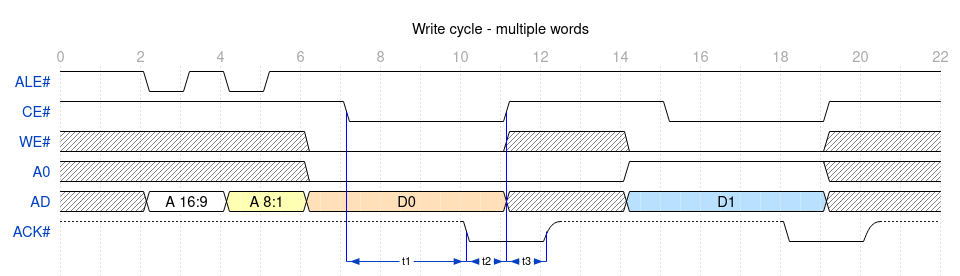 Write cycle - multiple words
0 2 4 6 8 10 12 14 16 18 20 22
ALE#
CE#
WE#
A0
AD A 16:9 A 8:1 D0 D1
ACK#
t1 t2 t3